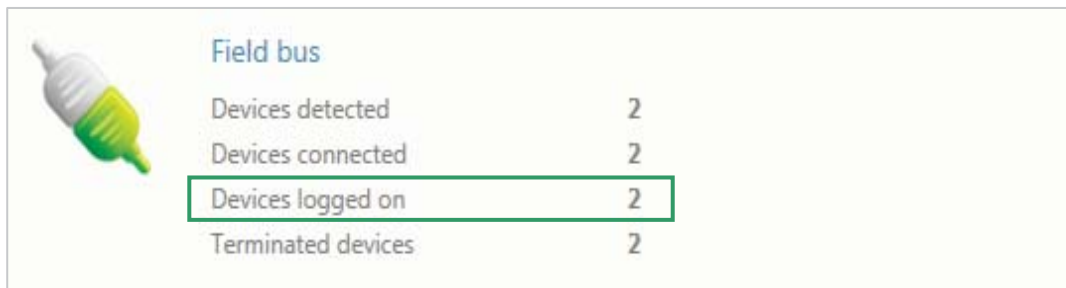 Field bus
Devices detected 2
Devices connected 2
Devices logged on 2
Terminated devices 2